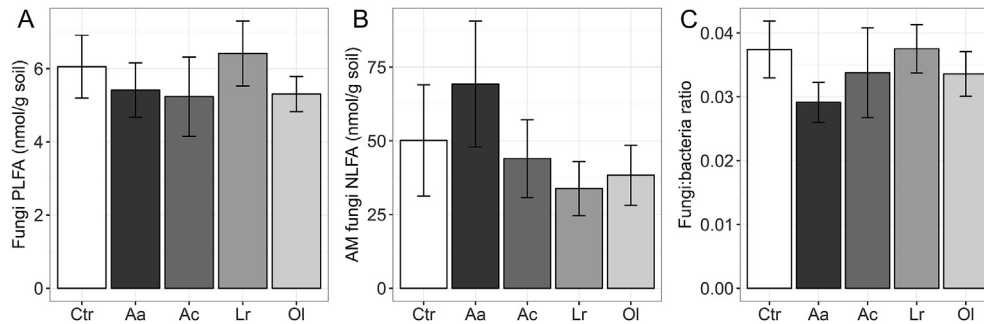 A
Fungi PLFA (nmol/g soil)
6
4
2
0
Ctr Aa Ac Lr Ol
B
AM fungi NLFA (nmol/g soil)
75
50
25
0
Ctr Aa Ac Lr Ol
C
Fungi:bacteria ratio
0.04
0.03
0.02
0.01
0.00
Ctr Aa Ac Lr Ol